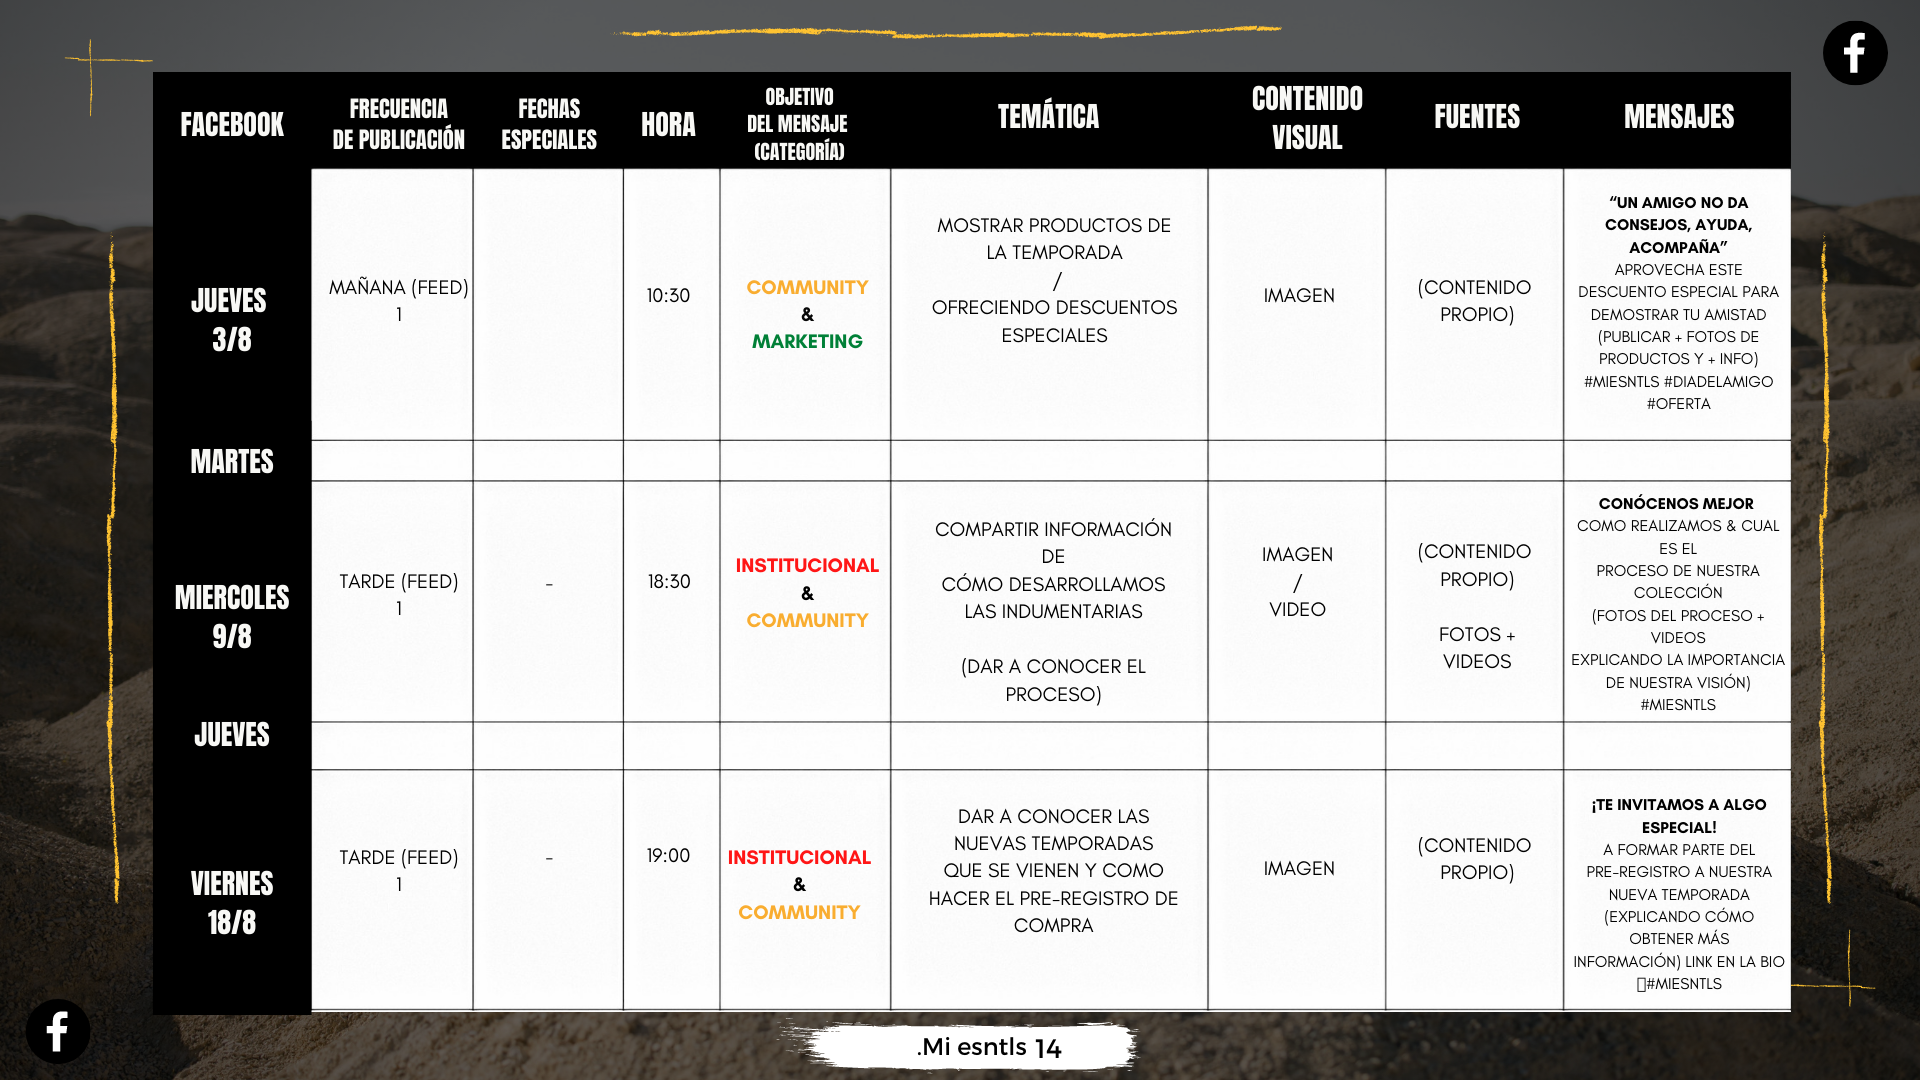 FACEBOOK
FRECUENCIA
DE PUBLICACIÓN
FECHAS
ESPECIALES
HORA
OBJETIVO
DEL MENSAJE
(CATEGORÍA)
TEMÁTICA
CONTENIDO
VISUAL
FUENTES
MENSAJES
JUEVES
3/8
MAÑANA (FEED)
1
10:30
COMMUNITY
&
MARKETING
MOSTRAR PRODUCTOS DE
LA TEMPORADA
/
OFRECIENDO DESCUENTOS
ESPECIALES
IMAGEN
(CONTENIDO
PROPIO)
“UN AMIGO NO DA
CONSEJOS, AYUDA,
ACOMPAÑA”
APROVECHA ESTE
DESCUENTO ESPECIAL PARA
DEMOSTRAR TU AMISTAD
(PUBLICAR + FOTOS DE
PRODUCTOS Y + INFO)
#MIESNTLS #DIADELAMIGO
#OFERTA
MARTES
MIERCOLES
9/8
TARDE (FEED)
1
-
18:30
INSTITUCIONAL
&
COMMUNITY
COMPARTIR INFORMACIÓN
DE
CÓMO DESARROLLAMOS
LAS INDUMENTARIAS
(DAR A CONOCER EL
PROCESO)
IMAGEN
/
VIDEO
(CONTENIDO
PROPIO)
FOTOS +
VIDEOS
CONÓCENOS MEJOR
COMO REALIZAMOS & CUAL
ES EL
PROCESO DE NUESTRA
COLECCIÓN
(FOTOS DEL PROCESO +
VIDEOS
EXPLICANDO LA IMPORTANCIA
DE NUESTRA VISIÓN)
#MIESNTLS
JUEVES
VIERNES
18/8
TARDE (FEED)
1
-
19:00
INSTITUCIONAL
&
COMMUNITY
DAR A CONOCER LAS
NUEVAS TEMPORADAS
QUE SE VIENEN Y COMO
HACER EL PRE-REGISTRO DE
COMPRA
IMAGEN
(CONTENIDO
PROPIO)
¡TE INVITAMOS A ALGO
ESPECIAL!
A FORMAR PARTE DEL
PRE-REGISTRO A NUESTRA
NUEVA TEMPORADA
(EXPLICANDO CÓMO
OBTENER MÁS
INFORMACIÓN) LINK EN LA BIO
#MIESNTLS
.Mi esntls 14